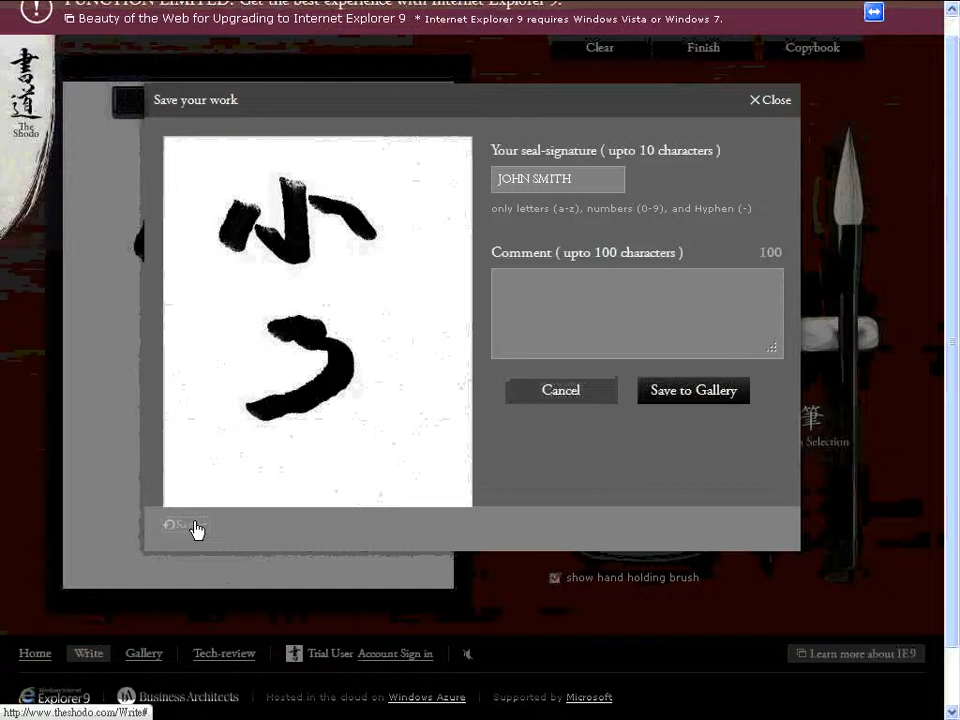 FUNCTION LIMITED: Get the best experience with Internet Explorer 9.
Beauty of the Web for Upgrading to Internet Explorer 9 * Internet Explorer 9 requires Windows Vista or Windows 7.
Clear Finish Copybook
書道
The Shodo
Save your work
Close
Your seal-signature ( upto 10 characters )
JOHN SMITH
only letters (a-z), numbers (0-9), and Hyphen (-)
Comment ( upto 100 characters ) 100
小
つ
Cancel Save to Gallery
筆
Selection
show hand holding brush
Home Write Gallery Tech-review Trial User Account Sign in Learn more about IE9
Windows Internet Explorer9 Business Architects Hosted in the cloud on Windows Azure Supported by Microsoft
http://www.theshodo.com/Write#